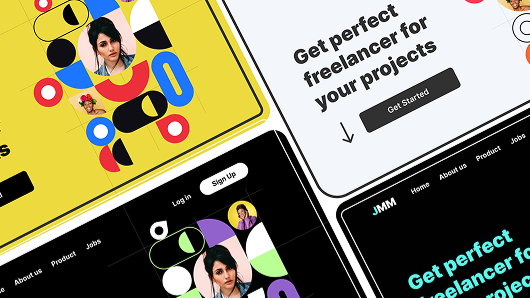 Get perfect
freelancer for
your projects
Get Started
Log in
Sign Up
About us
Product
Jobs
JMM
Home
About us
Product
Jobs
Get perfect
freelancer for